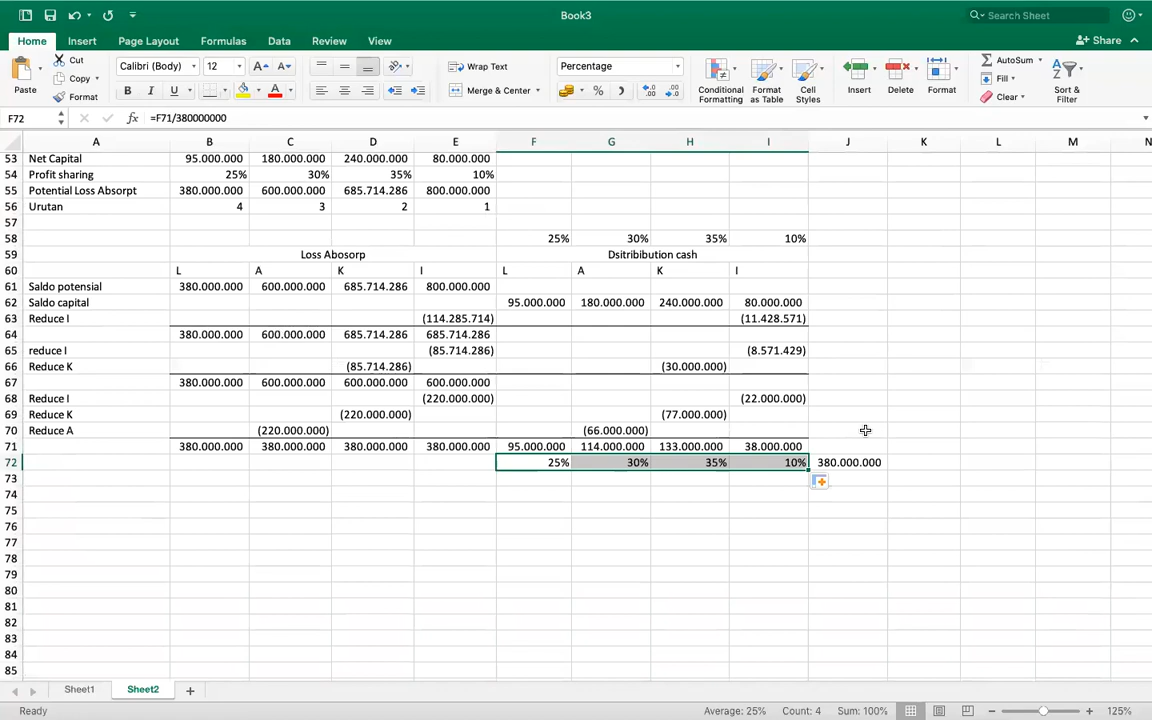 Book3
Search Sheet
Home Insert Page Layout Formulas Data Review View
Share
Paste
Cut
Copy
Format
Calibri (Body) 12
B I U
Wrap Text
Merge & Center
Percentage
Conditional Formatting
Format as Table
Cell Styles
Insert
Delete
Format
AutoSum
Fill
Clear
Sort & Filter
F72 fx =F71/380000000
A B C D E F G H I J K L M N
53 Net Capital 95.000.000 180.000.000 240.000.000 80.000.000
54 Profit sharing 25% 30% 35% 10%
55 Potential Loss Absorpt 380.000.000 600.000.000 685.714.286 800.000.000
56 Urutan 4 3 2 1
57
58 25% 30% 35% 10%
59 Loss Abosorp Dsitribibution cash
60 L A K I L A K I
61 Saldo potensial 380.000.000 600.000.000 685.714.286 800.000.000
62 Saldo capital 95.000.000 180.000.000 240.000.000 80.000.000
63 Reduce I (114.285.714) (11.428.571)
64 380.000.000 600.000.000 685.714.286 685.714.286
65 reduce I (85.714.286) (8.571.429)
66 Reduce K (85.714.286) (30.000.000)
67 380.000.000 600.000.000 600.000.000 600.000.000
68 Reduce I (220.000.000) (22.000.000)
69 Reduce K (220.000.000) (77.000.000)
70 Reduce A (220.000.000) (66.000.000)
71 380.000.000 380.000.000 380.000.000 380.000.000 95.000.000 114.000.000 133.000.000 38.000.000
72 25% 30% 35% 10% 380.000.000
73
74
75
76
77
78
79
80
81
82
83
84
85
Sheet1 Sheet2
Ready Average: 25% Count: 4 Sum: 100% 125%